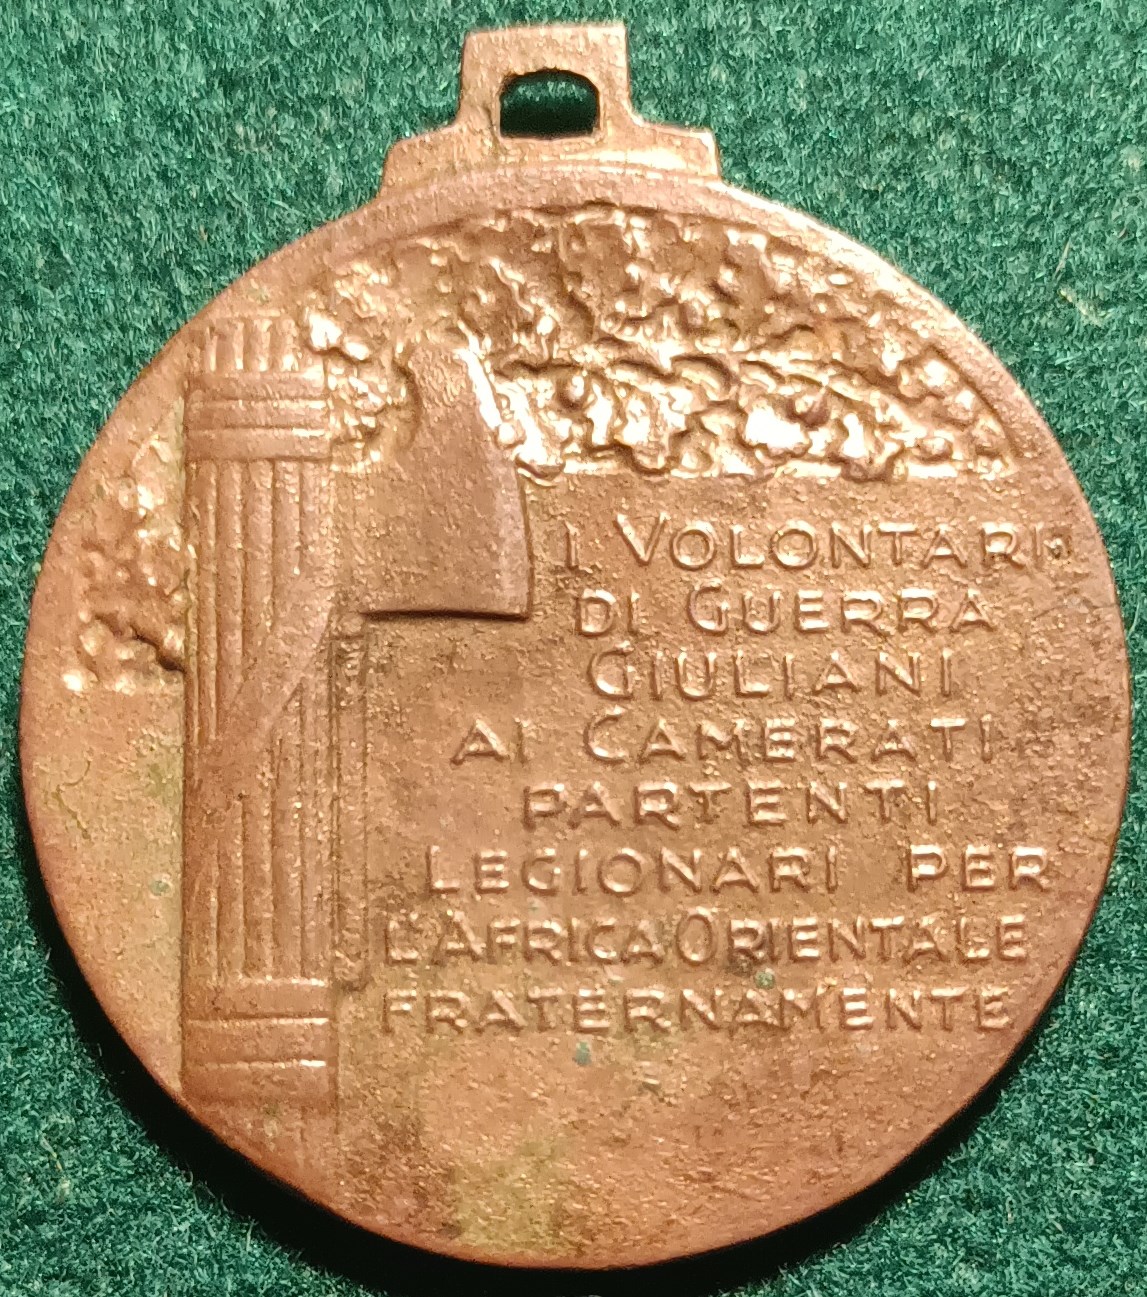 I VOLONTARI
DI GUERRA
GIULIANI
AI CAMERATI
PARTENTI
LEGIONARI PER
L'AFRICA ORIENTALE
FRATERNAMENTE